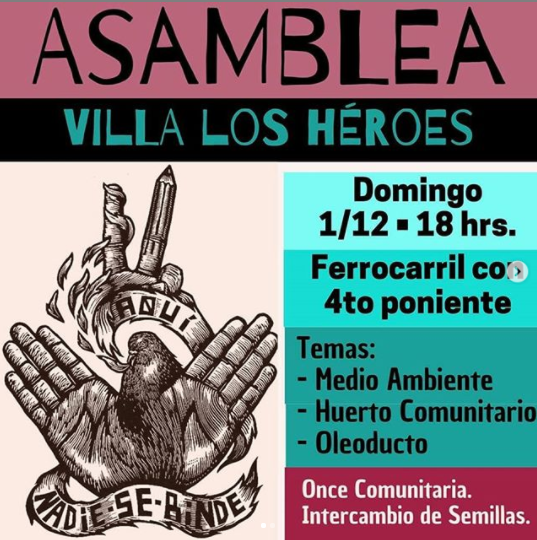 ASAMBLEA
VILLA LOS HÉROES
Domingo
1/12 ▪ 18 hrs.
Ferrocarril con
4to poniente
Temas:
- Medio Ambiente
- Huerto Comunitario
- Oleoducto
Once Comunitaria.
Intercambio de Semillas.
AQUÍ
NADIE-SE-RINDE